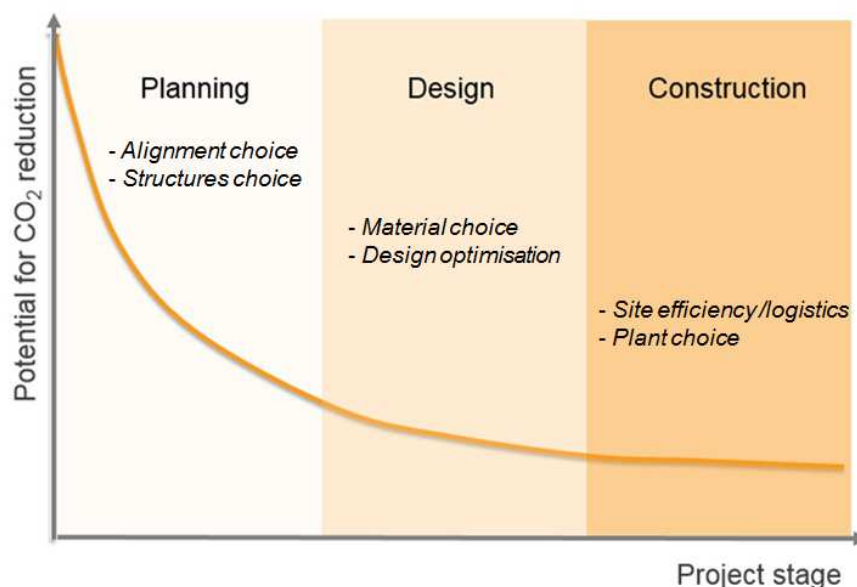 Potential for CO₂ reduction
Planning
- Alignment choice
- Structures choice
Design
- Material choice
- Design optimisation
Construction
- Site efficiency/logistics
- Plant choice
Project stage